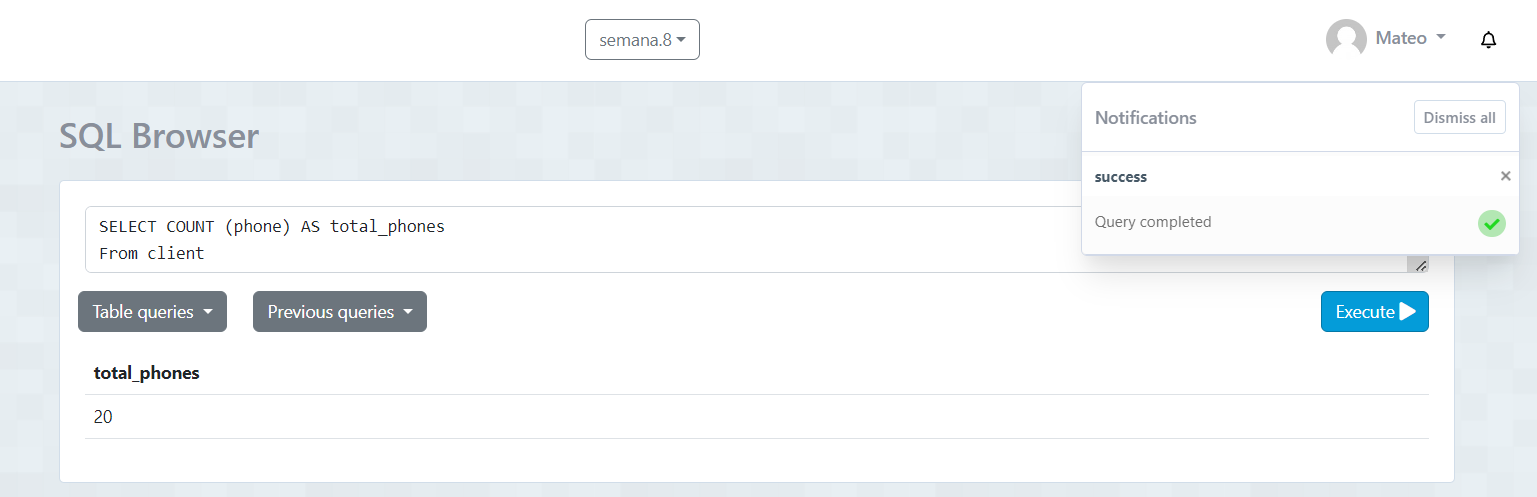 semana.8
Mateo
SQL Browser
Notifications
Dismiss all
success
Query completed
SELECT COUNT (phone) AS total_phones
From client
Table queries
Previous queries
Execute
total_phones
20